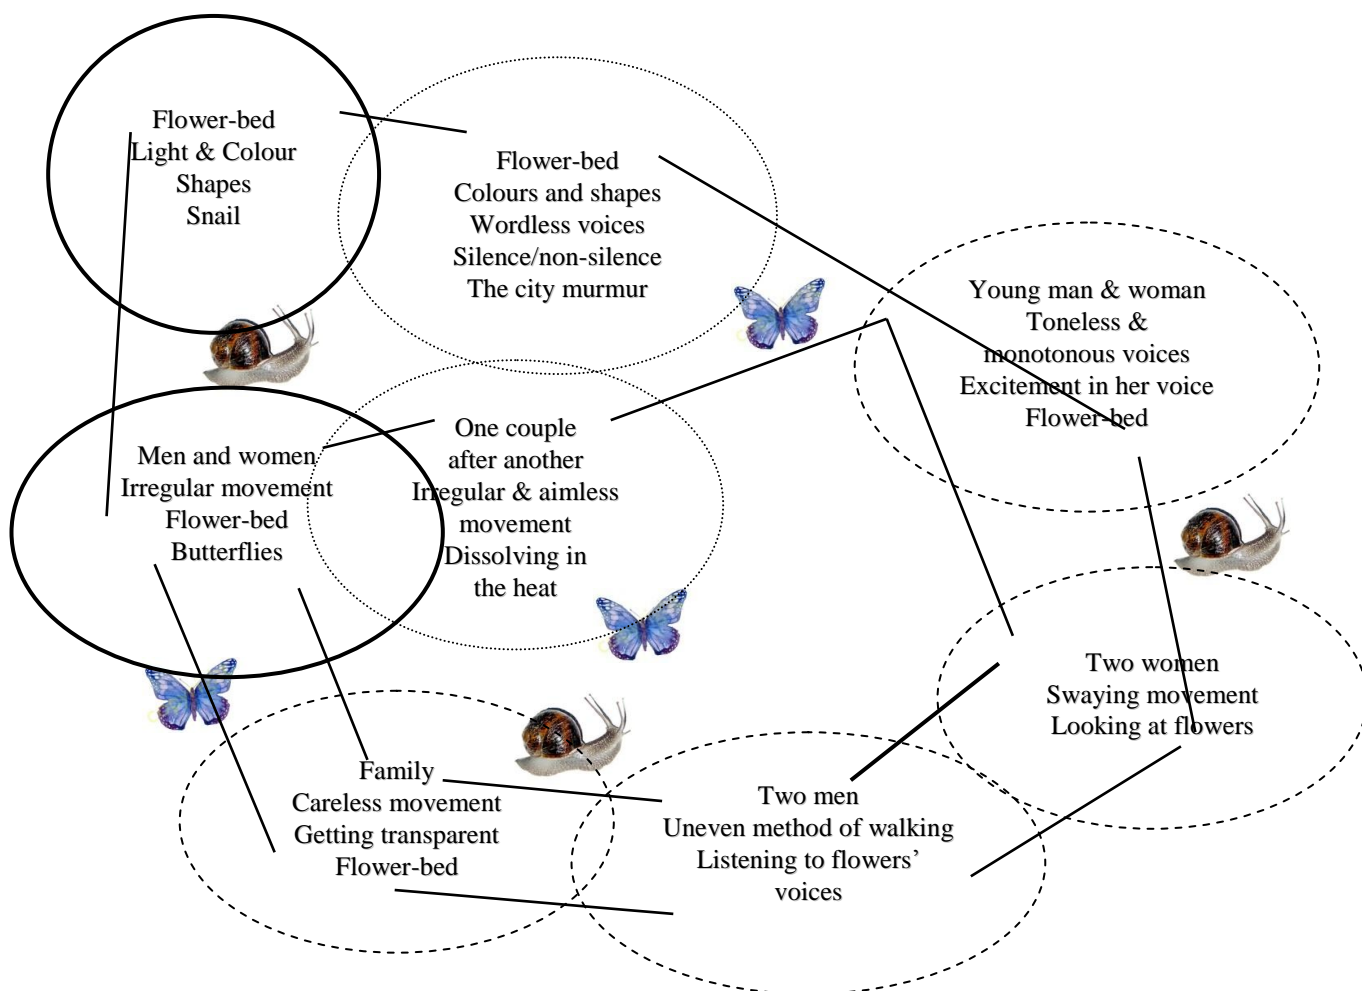 Flower-bed
Light & Colour
Shapes
Snail
Flower-bed
Colours and shapes
Wordless voices
Silence/non-silence
The city murmur
Young man & woman
Toneless &
monotonous voices
Excitement in her voice
Flower-bed
Men and women
Irregular movement
Flower-bed
Butterflies
One couple
after another
Irregular & aimless
movement
Dissolving in
the heat
Two women
Swaying movement
Looking at flowers
Family
Careless movement
Getting transparent
Flower-bed
Two men
Uneven method of walking
Listening to flowers’
voices